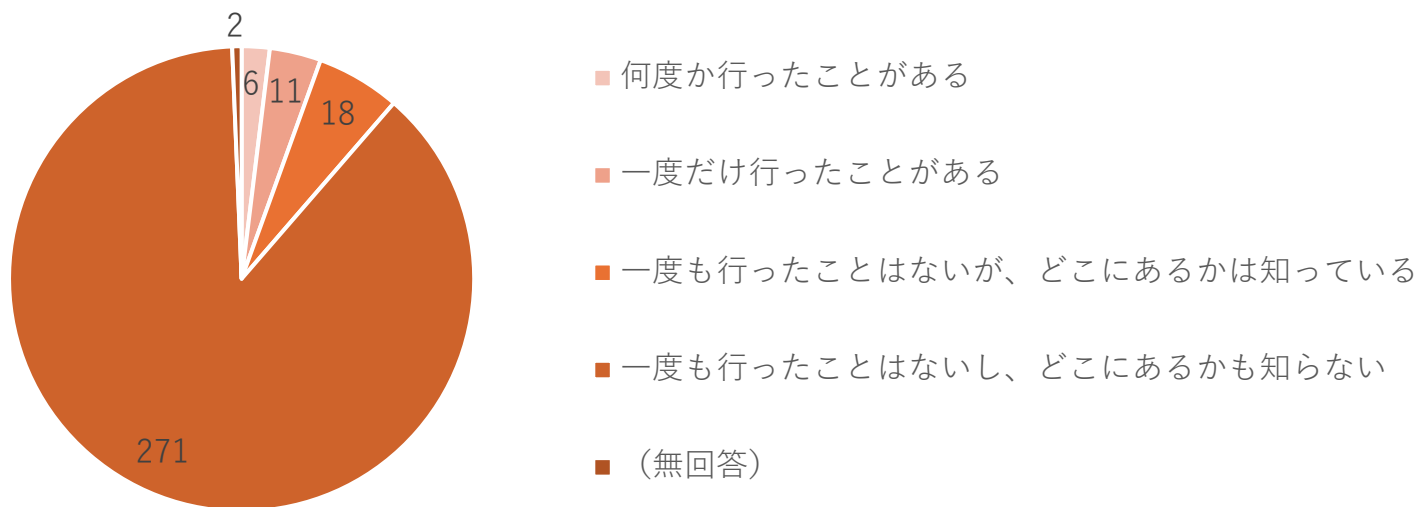 2
6
11
18
271
何度か行ったことがある
一度だけ行ったことがある
一度も行ったことはないが、どこにあるかは知っている
一度も行ったことはないし、どこにあるかも知らない
（無回答）